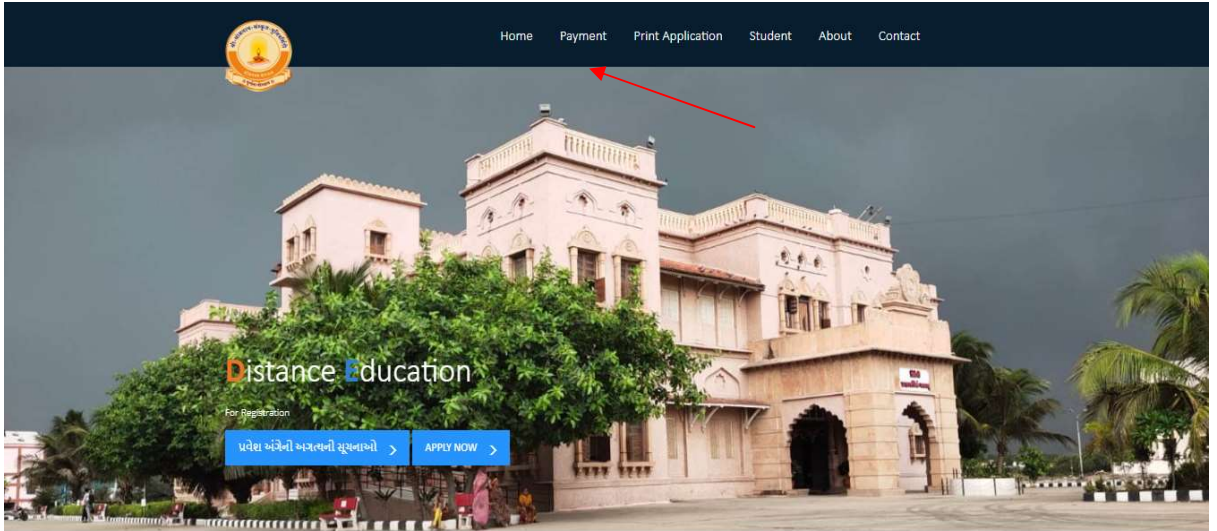 Home Payment Print Application Student About Contact
Distance Education
For Registration
પ્રવેશ અંગેની અગત્યની સૂચનાઓ
APPLY NOW